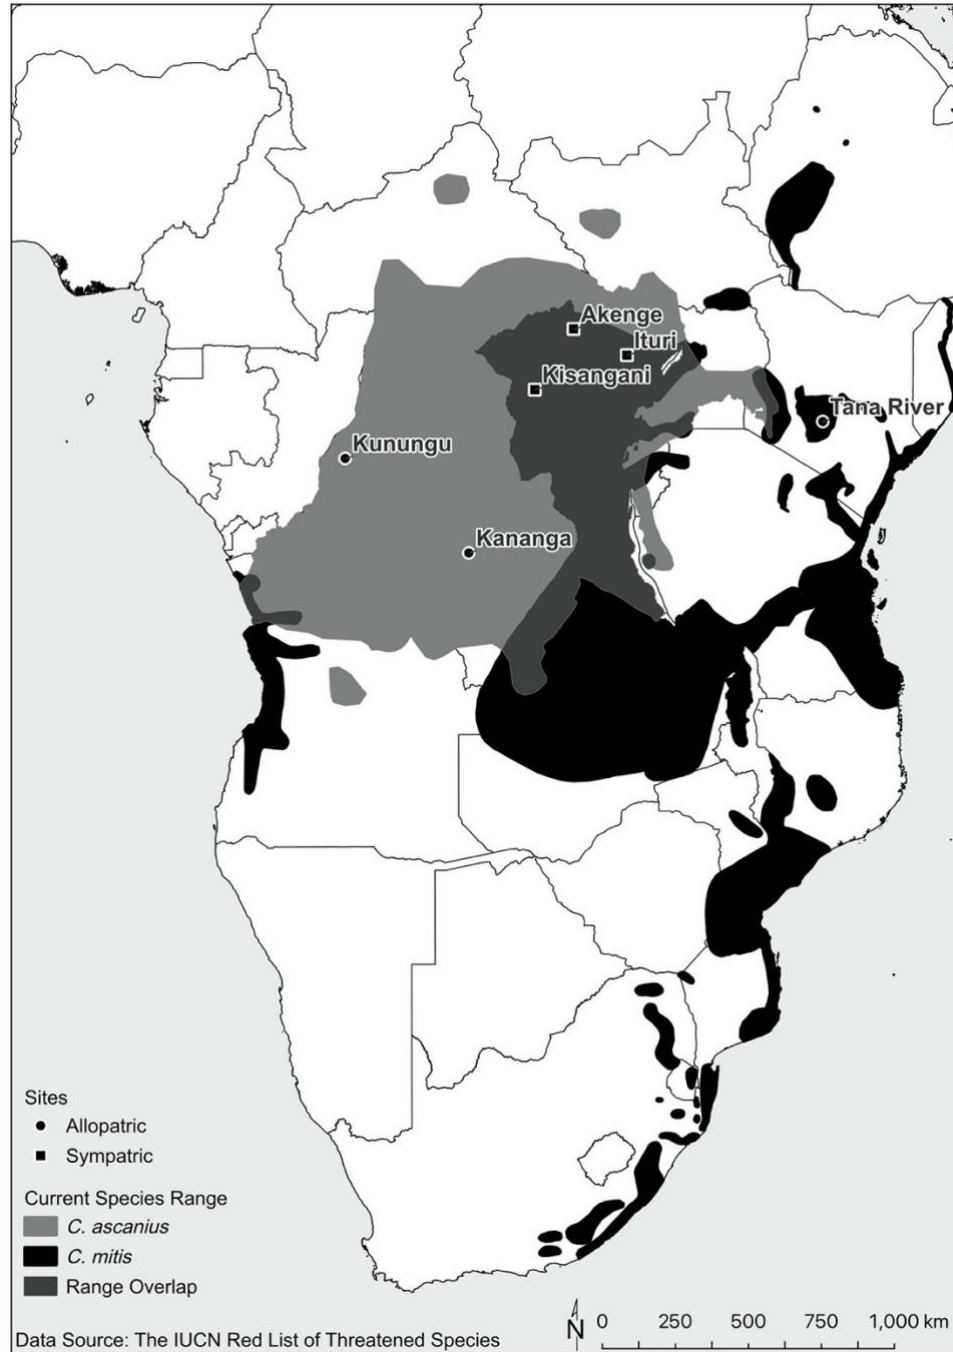 Akenge
Ituri
Kisangani
Tana River
Kunungu
Kananga
Sites
Allopatric
Sympatric
Current Species Range
C. ascanius
C. mitis
Range Overlap
Data Source: The IUCN Red List of Threatened Species
N
0 250 500 750 1,000 km